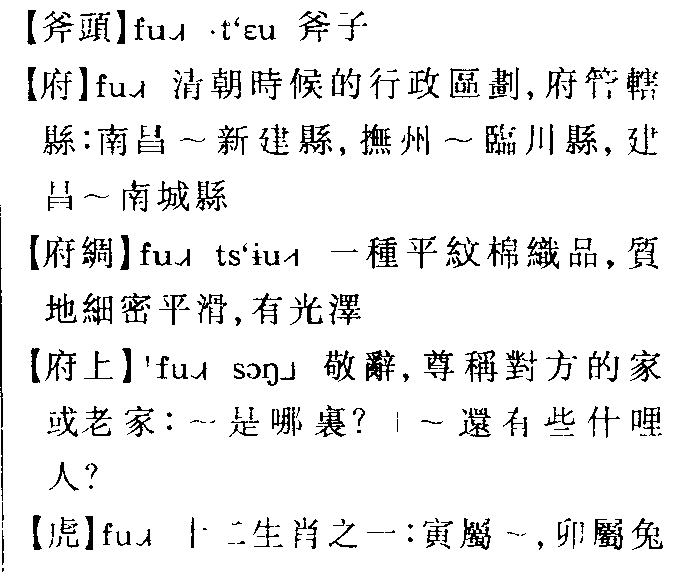 【斧頭】fu˨˩˧ ·t‘ɛu 斧子
【府】fu˨˩˧ 清朝時候的行政區劃，府管轄
縣：南昌～新建縣，撫州～臨川縣，建
昌～南城縣
【府綢】fu˨˩˧ ts‘ɨu˧˥ 一種平紋棉織品，質
地細密平滑，有光澤
【府上】'fu˨˩˧ sɔŋ˨˩ 敬辭，尊稱對方的家
或老家：～是哪裏？｜～還有些什哩
人？
【虎】fu˨˩˧ 十二生肖之一：寅屬～，卯屬兔